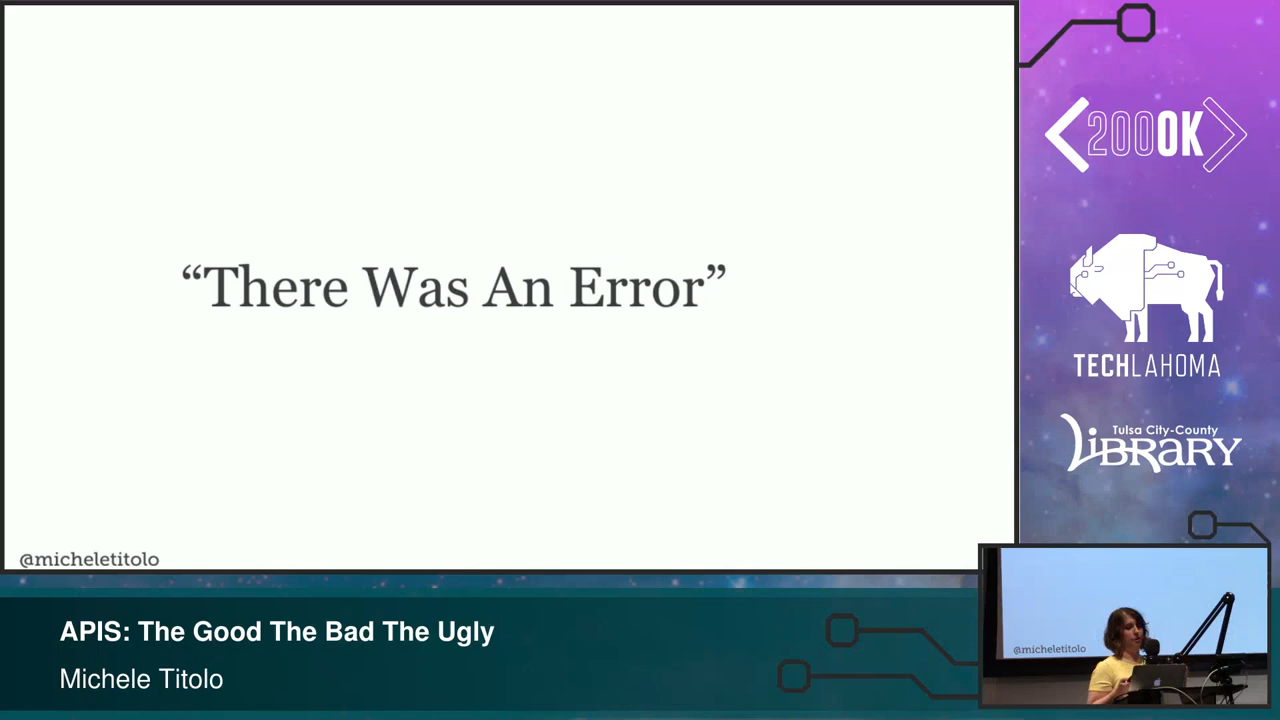 “There Was An Error”
@micheletitolo
200OK
TECHLAHOMA
Tulsa City-County
LIBRARY
@micheletitolo
APIS: The Good The Bad The Ugly
Michele Titolo